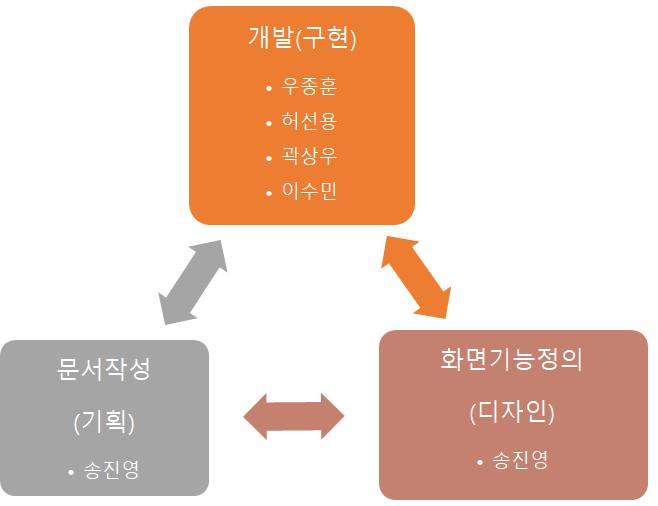 개발(구현)
• 우종훈
• 허선용
• 곽상우
• 이수민
문서작성
(기획)
• 송진영
화면기능정의
(디자인)
• 송진영